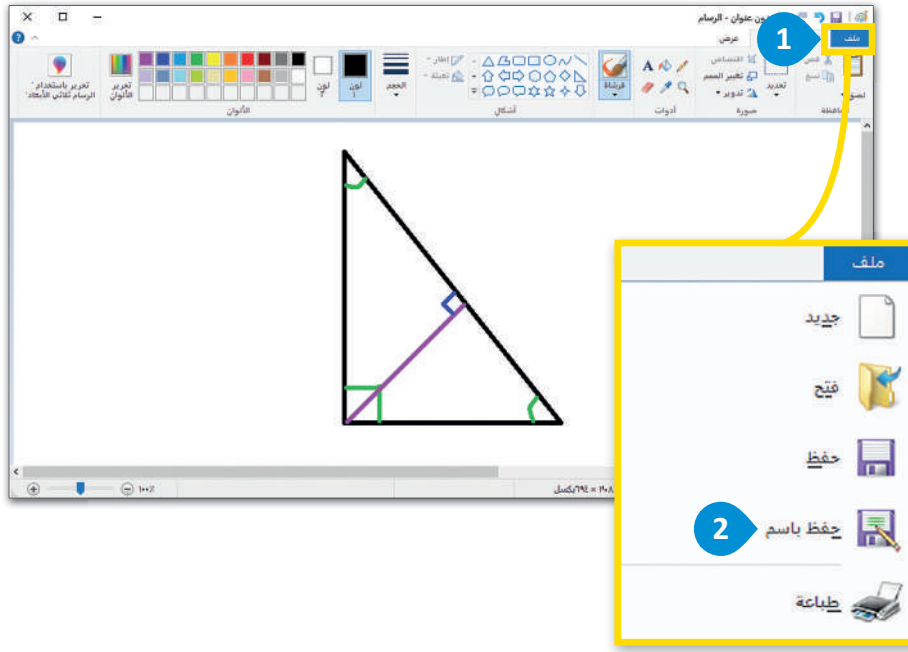 بدون عنوان - الرسام
ملف
عرض
1
لصق
قص
نسخ
الحافظة
تحديد
اقتصاص
تغيير الحجم
تدوير
صورة
A
أدوات
فرشاة
أشكال
إطار
تعبئة
الحجم
لون
١
لون
٢
الألوان
تحرير
الألوان
تحرير باستخدام
الرسام ثلاثي الأبعاد
١٠٠٪
ملف
جديد
فتح
حفظ
2
حفظ باسم
طباعة